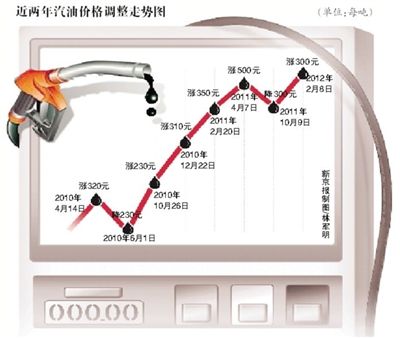 近两年汽油价格调整走势图
(单位:每吨)
涨320元
2010年
4月14日
降230元
2010年6月1日
涨230元
2010年
10月26日
涨310元
2010年
12月22日
涨350元
2011年
2月20日
涨500元
2011年
4月7日
降300元
2011年
10月9日
涨300元
2012年
2月8日
新京报制图/林军明
000.00